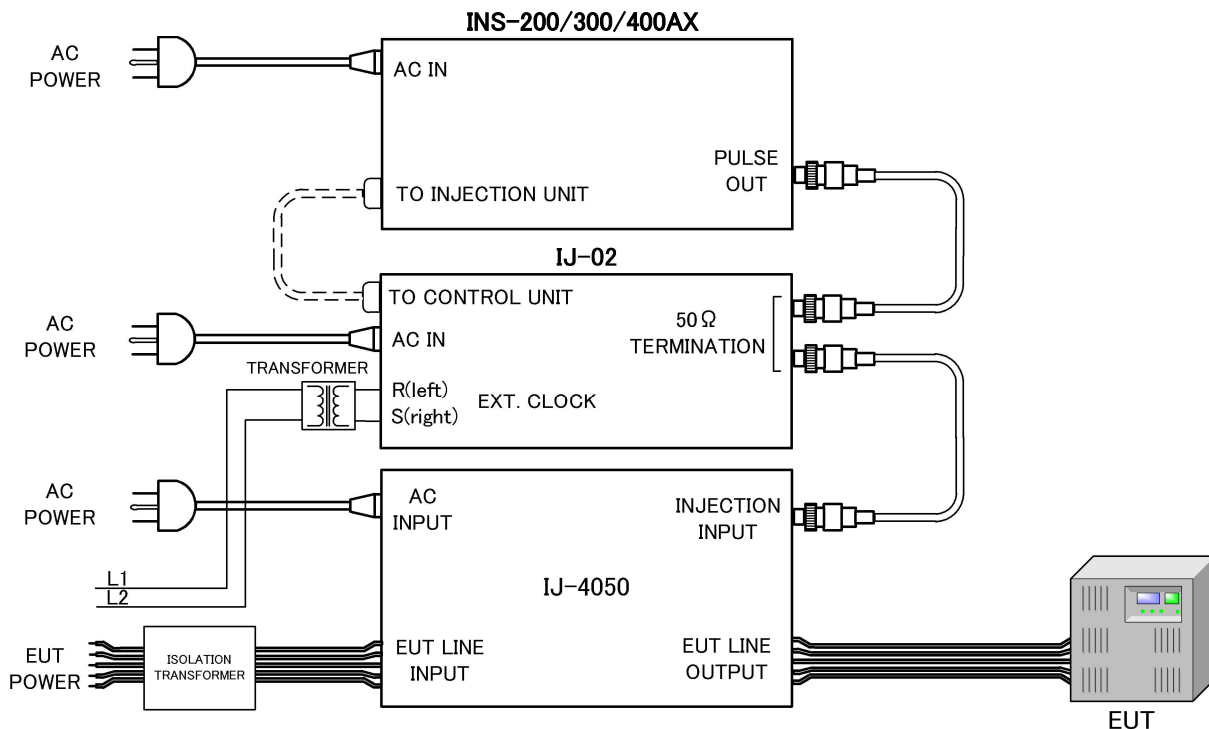 INS-200/300/400AX
AC
POWER
AC IN
PULSE
OUT
TO INJECTION UNIT
IJ-02
TO CONTROL UNIT
AC
POWER
AC IN
50Ω
TERMINATION
TRANSFORMER
R(left)
S(right)
EXT. CLOCK
AC
POWER
AC
INPUT
INJECTION
INPUT
L1
L2
IJ-4050
EUT
POWER
ISOLATION
TRANSFORMER
EUT LINE
INPUT
EUT LINE
OUTPUT
EUT